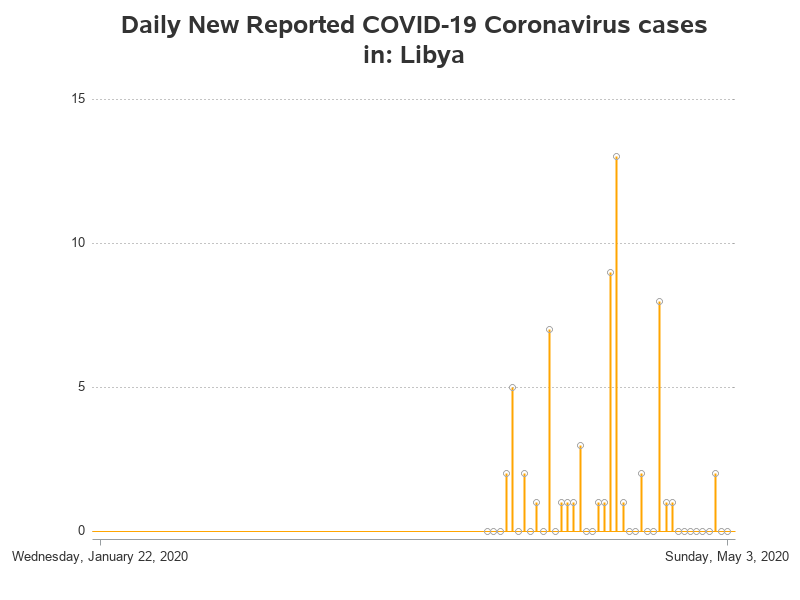 Daily New Reported COVID-19 Coronavirus cases
in: Libya
15
10
5
0
Wednesday, January 22, 2020
Sunday, May 3, 2020